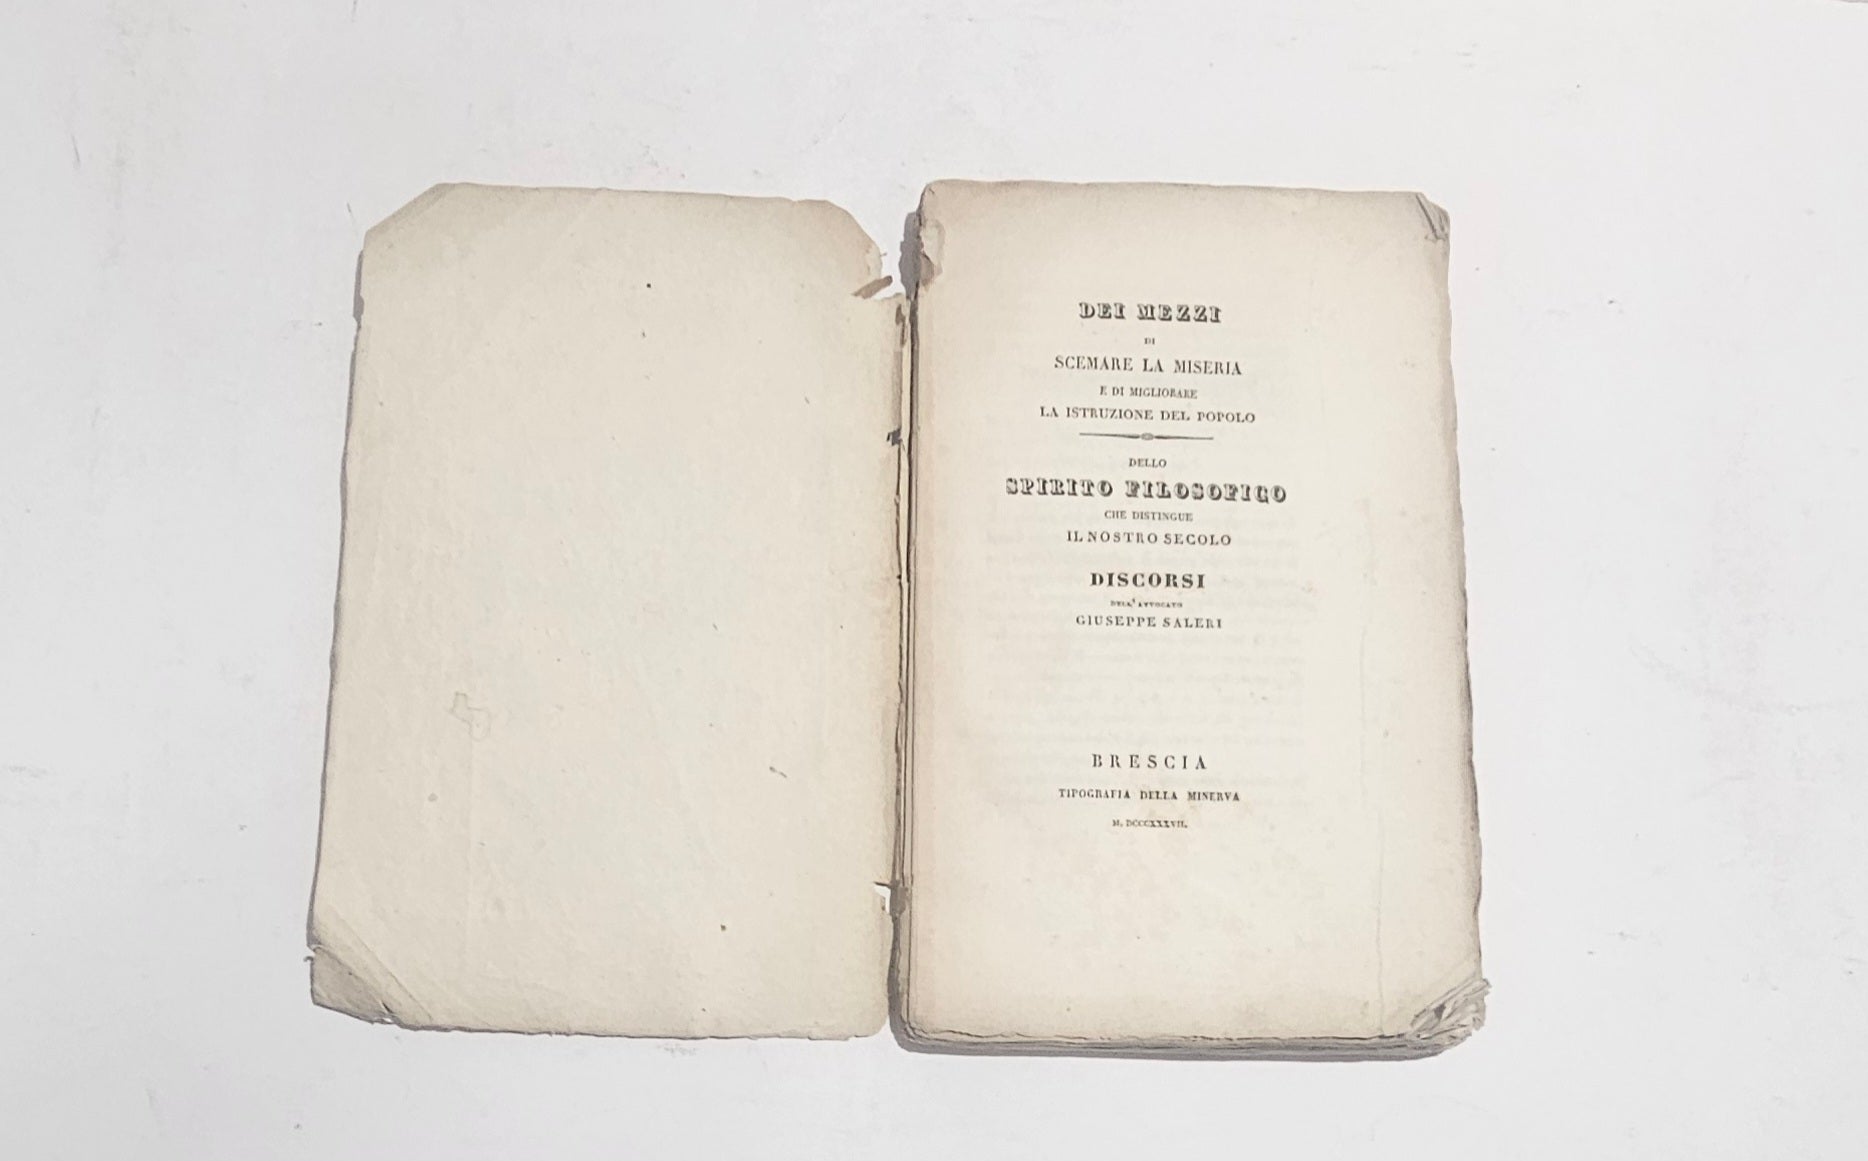 DEI MEZZI
DI
SCEMARE LA MISERIA
E DI MIGLIORARE
LA ISTRUZIONE DEL POPOLO
DELLO
SPIRITO FILOSOFICO
CHE DISTINGUE
IL NOSTRO SECOLO
DISCORSI
DELL' AVVOCATO
GIUSEPPE SALERI
BRESCIA
TIPOGRAFIA DELLA MINERVA
M. DCCCXXXVII.